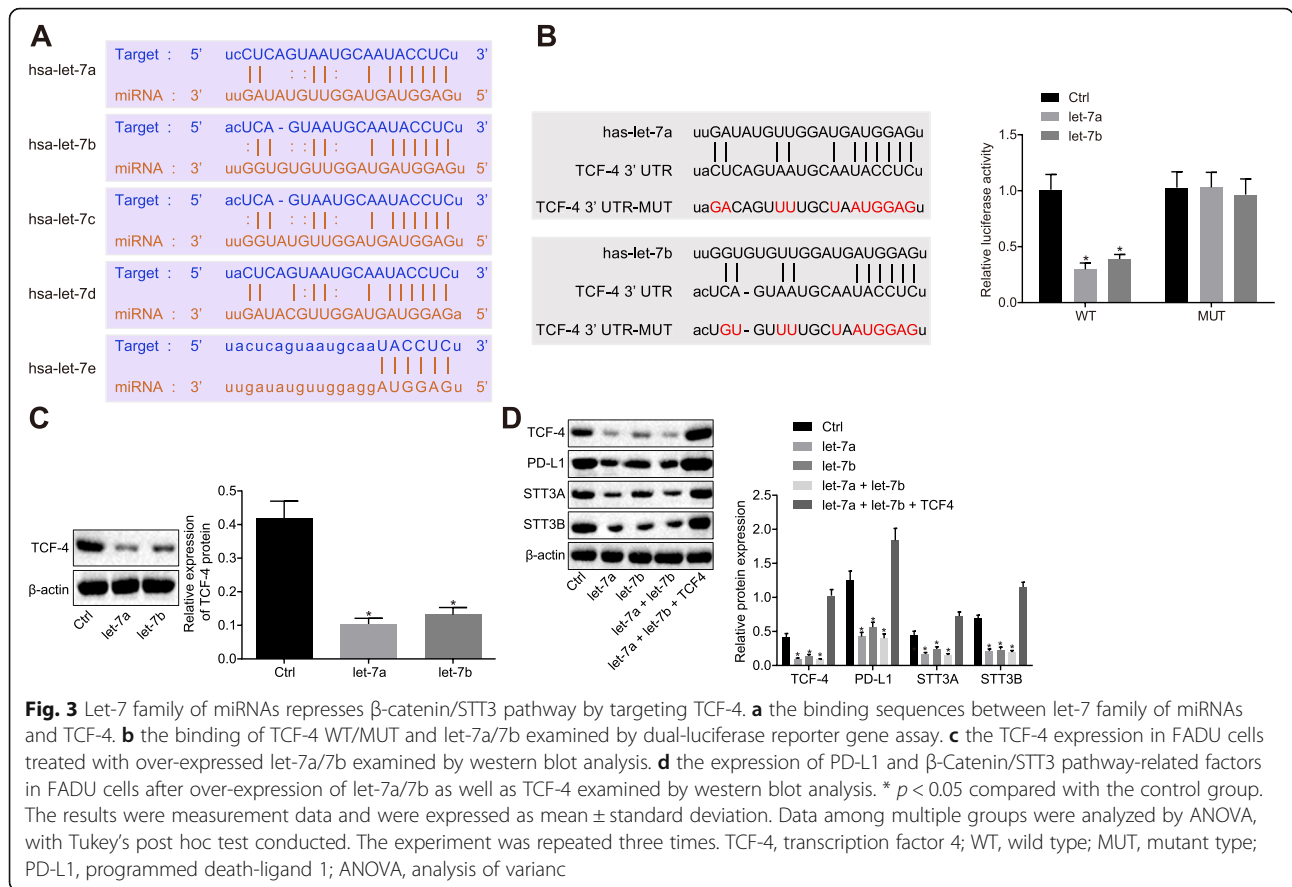 A
hsa-let-7a
Target : 5' ucCUCAGUAAUGCAAUACCUCu 3'
miRNA : 3' uuGAUAUGUUGGAUGAUGGAGu 5'
hsa-let-7b
Target : 5' acUCA - GUAAUGCAAUACCUCu 3'
miRNA : 3' uuGGUGUGUUGGAUGAUGGAGu 5'
hsa-let-7c
Target : 5' acUCA - GUAAUGCAAUACCUCu 3'
miRNA : 3' uuGGUAUGUUGGAUGAUGGAGu 5'
hsa-let-7d
Target : 5' uaCUCAGUAAUGCAAUACCUCu 3'
miRNA : 3' uuGAUACGUUGGAUGAUGGAGa 5'
hsa-let-7e
Target : 5' uacucaguaaugcaaUACCUCu 3'
miRNA : 3' uugauauguuggaggAUGGAGu 5'
B
has-let-7a uuGAUAUGUUGGAUGAUGGAGu
TCF-4 3' UTR uaCUCAGUAAUGCAAUACCUCu
TCF-4 3' UTR-MUT uaGACAGUUUUGCUAAUGGAGu
has-let-7b uuGGUGUGUUGGAUGAUGGAGu
TCF-4 3' UTR acUCA - GUAAUGCAAUACCUCu
TCF-4 3' UTR-MUT acUGU - GUUUUGCUAAUGGAGu
Ctrl
let-7a
let-7b
Relative luciferase activity
1.5
1.0
0.5
0.0
* *
WT MUT
C
TCF-4
β-actin
Ctrl let-7a let-7b
Relative expression
of TCF-4 protein
0.5
0.4
0.3
0.2
0.1
0.0
* *
Ctrl let-7a let-7b
D
TCF-4
PD-L1
STT3A
STT3B
β-actin
Ctrl
let-7a
let-7b
let-7a + let-7b
let-7a + let-7b + TCF4
Ctrl
let-7a
let-7b
let-7a + let-7b
let-7a + let-7b + TCF4
Relative protein expression
2.5
2.0
1.5
1.0
0.5
0.0
* * * * * * * * * * * *
TCF-4 PD-L1 STT3A STT3B
Fig. 3 Let-7 family of miRNAs represses β-catenin/STT3 pathway by targeting TCF-4. a the binding sequences between let-7 family of miRNAs
and TCF-4. b the binding of TCF-4 WT/MUT and let-7a/7b examined by dual-luciferase reporter gene assay. c the TCF-4 expression in FADU cells
treated with over-expressed let-7a/7b examined by western blot analysis. d the expression of PD-L1 and β-Catenin/STT3 pathway-related factors
in FADU cells after over-expression of let-7a/7b as well as TCF-4 examined by western blot analysis. * p < 0.05 compared with the control group.
The results were measurement data and were expressed as mean ± standard deviation. Data among multiple groups were analyzed by ANOVA,
with Tukey's post hoc test conducted. The experiment was repeated three times. TCF-4, transcription factor 4; WT, wild type; MUT, mutant type;
PD-L1, programmed death-ligand 1; ANOVA, analysis of varianc